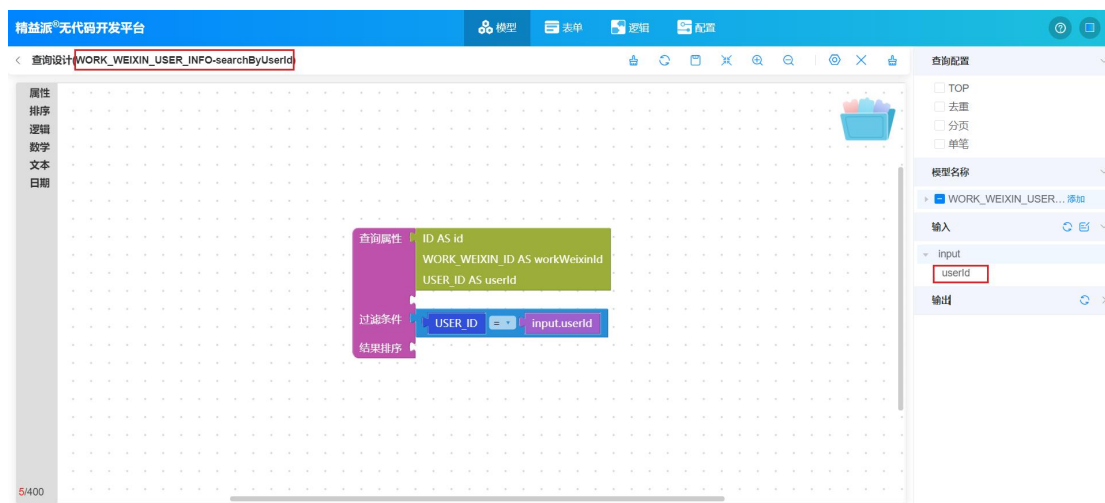 精益派®无代码开发平台 模型 表单 逻辑 配置
查询设计(WORK_WEIXIN_USER_INFO-searchByUserId)
查询配置
TOP
去重
分页
单笔
模型名称
WORK_WEIXIN_USER... 添加
输入
input
userId
输出
属性
排序
逻辑
数学
文本
日期
查询属性 ID AS id
WORK_WEIXIN_ID AS workWeixinId
USER_ID AS userId
过滤条件 USER_ID = input.userId
结果排序
5/400